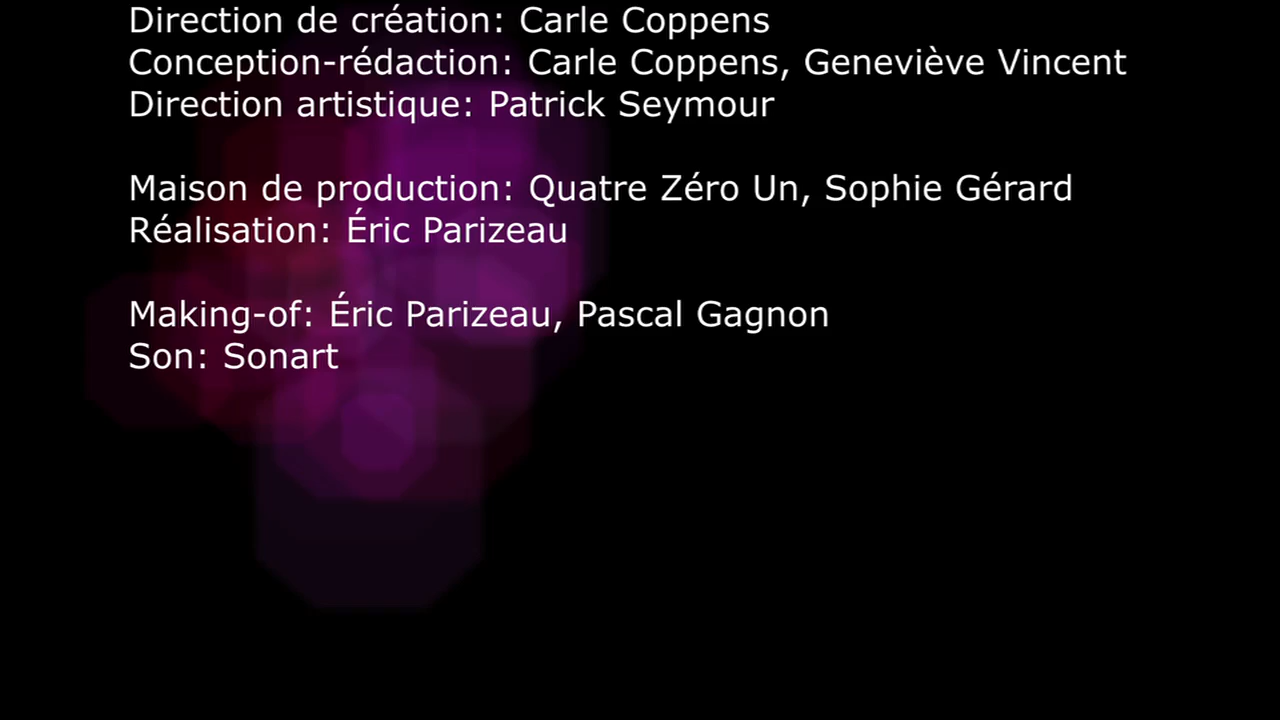 Direction de création: Carle Coppens
Conception-rédaction: Carle Coppens, Geneviève Vincent
Direction artistique: Patrick Seymour
Maison de production: Quatre Zéro Un, Sophie Gérard
Réalisation: Éric Parizeau
Making-of: Éric Parizeau, Pascal Gagnon
Son: Sonart